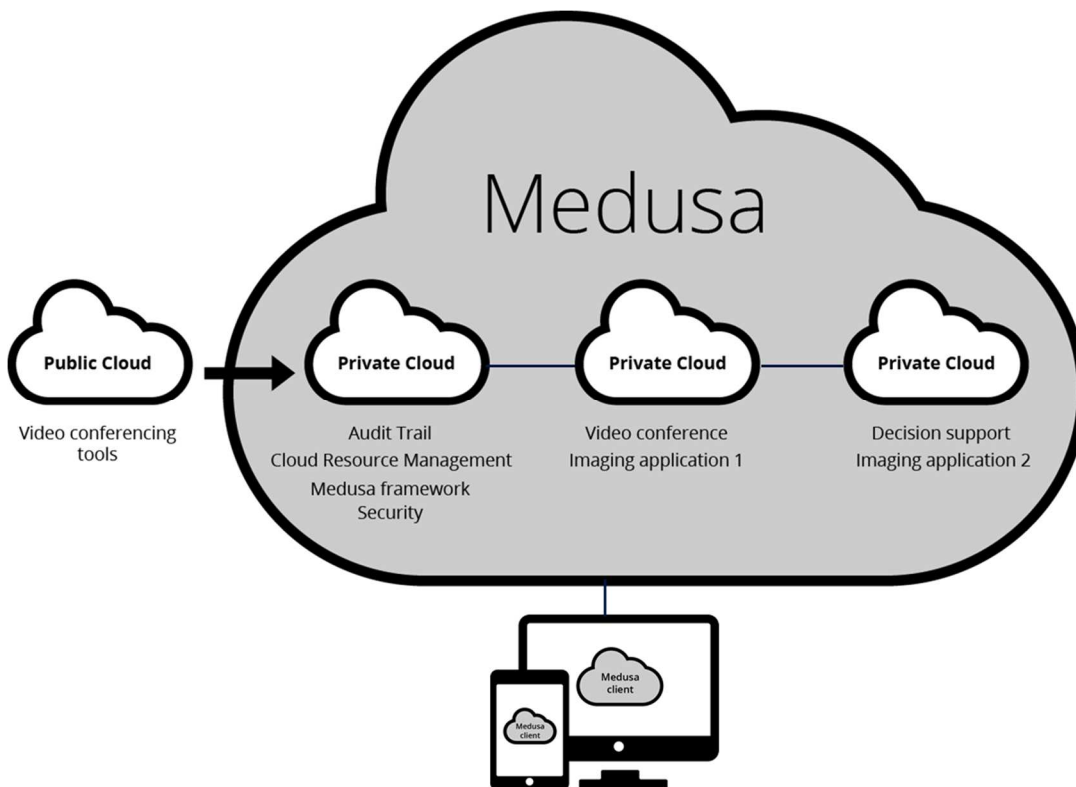 Medusa
Public Cloud
Video conferencing
tools
Private Cloud
Audit Trail
Cloud Resource Management
Medusa framework
Security
Private Cloud
Video conference
Imaging application 1
Private Cloud
Decision support
Imaging application 2
Medusa
client
Medusa
client